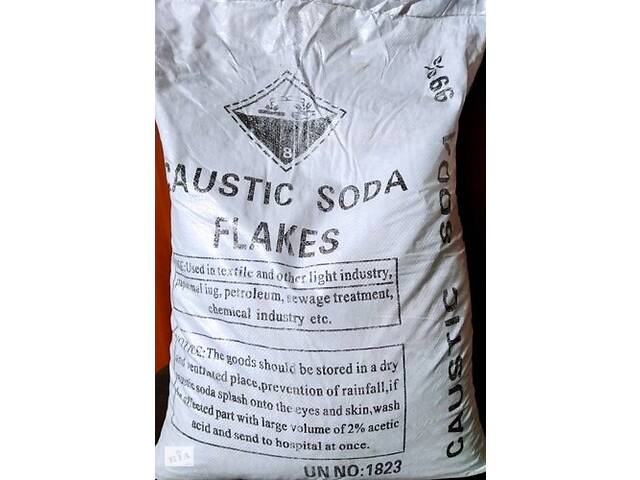 8
CAUSTIC SODA
FLAKES
Used in textile and other light industry,
petroleum, sewage treatment,
chemical industry etc.
The goods should be stored in a dry
place,prevention of rainfall,if
soda splash onto the eyes and skin,wash
affected part with large volume of 2% acetic
acid and send to hospital at once.
UN NO:1823
CAUSTIC SODA 99%
RIA